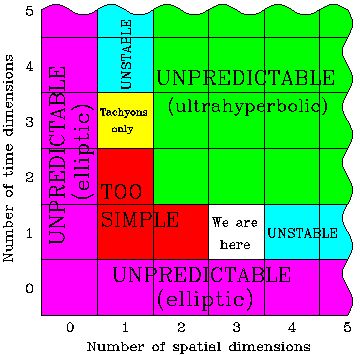 5
4
3
2
1
0
Number of time dimensions
UNPREDICTABLE
(elliptic)
UNSTABLE
UNPREDICTABLE
(ultrahyperbolic)
Tachyons
only
TOO
SIMPLE
We are
here
UNSTABLE
UNPREDICTABLE
(elliptic)
0 1 2 3 4 5
Number of spatial dimensions